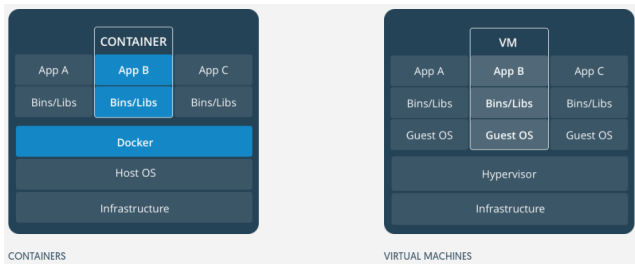 CONTAINER
App A App B App C
Bins/Libs Bins/Libs Bins/Libs
Docker
Host OS
Infrastructure
CONTAINERS
VM
App A App B App C
Bins/Libs Bins/Libs Bins/Libs
Guest OS Guest OS Guest OS
Hypervisor
Infrastructure
VIRTUAL MACHINES